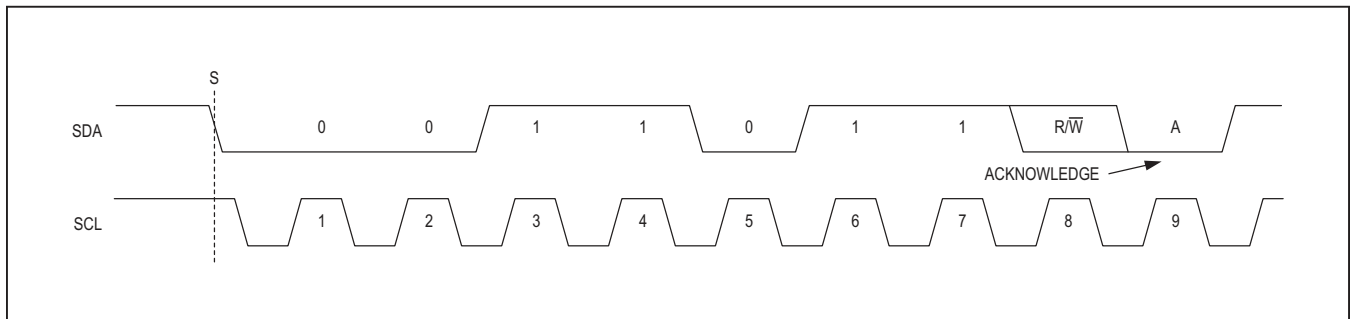 S
SDA 0 0 1 1 0 1 1 R/W̅ A
ACKNOWLEDGE
SCL 1 2 3 4 5 6 7 8 9